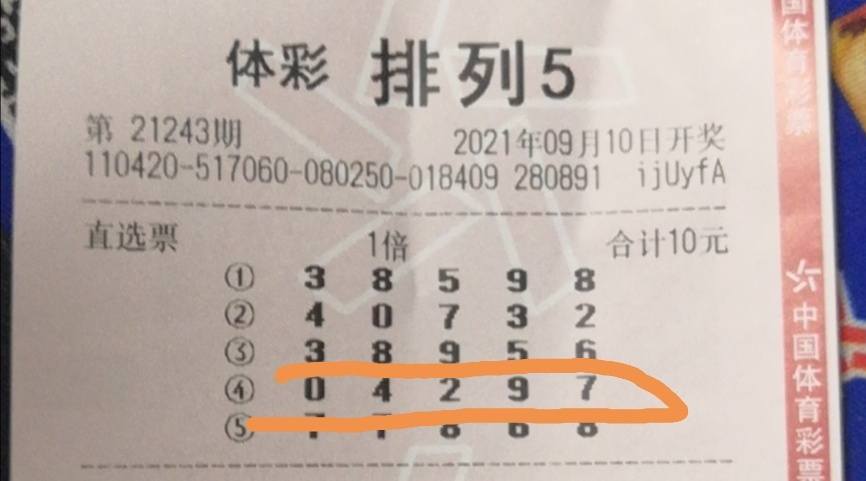 体彩 排列5
第 21243期 2021年09月10日开奖
110420-517060-080250-018409 280891 ijUyfA
直选票 1倍 合计10元
① 3 8 5 9 8
② 4 0 7 3 2
③ 3 8 9 5 6
④ 0 4 2 9 7
⑤ 8 6 8
国体育彩票
中国体育彩票